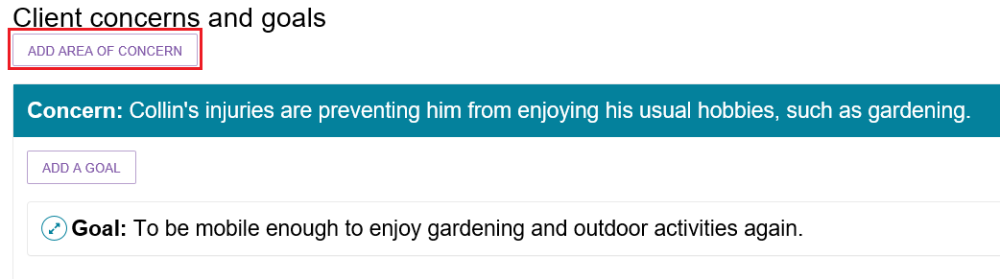 Client concerns and goals
ADD AREA OF CONCERN
Concern: Collin's injuries are preventing him from enjoying his usual hobbies, such as gardening.
ADD A GOAL
Goal: To be mobile enough to enjoy gardening and outdoor activities again.